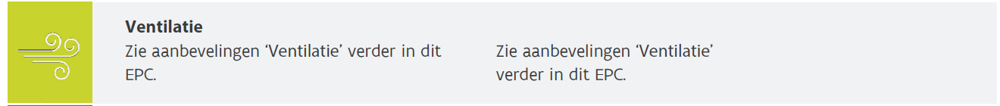 Ventilatie
Zie aanbevelingen ‘Ventilatie’ verder in dit
EPC.
Zie aanbevelingen ‘Ventilatie’
verder in dit EPC.